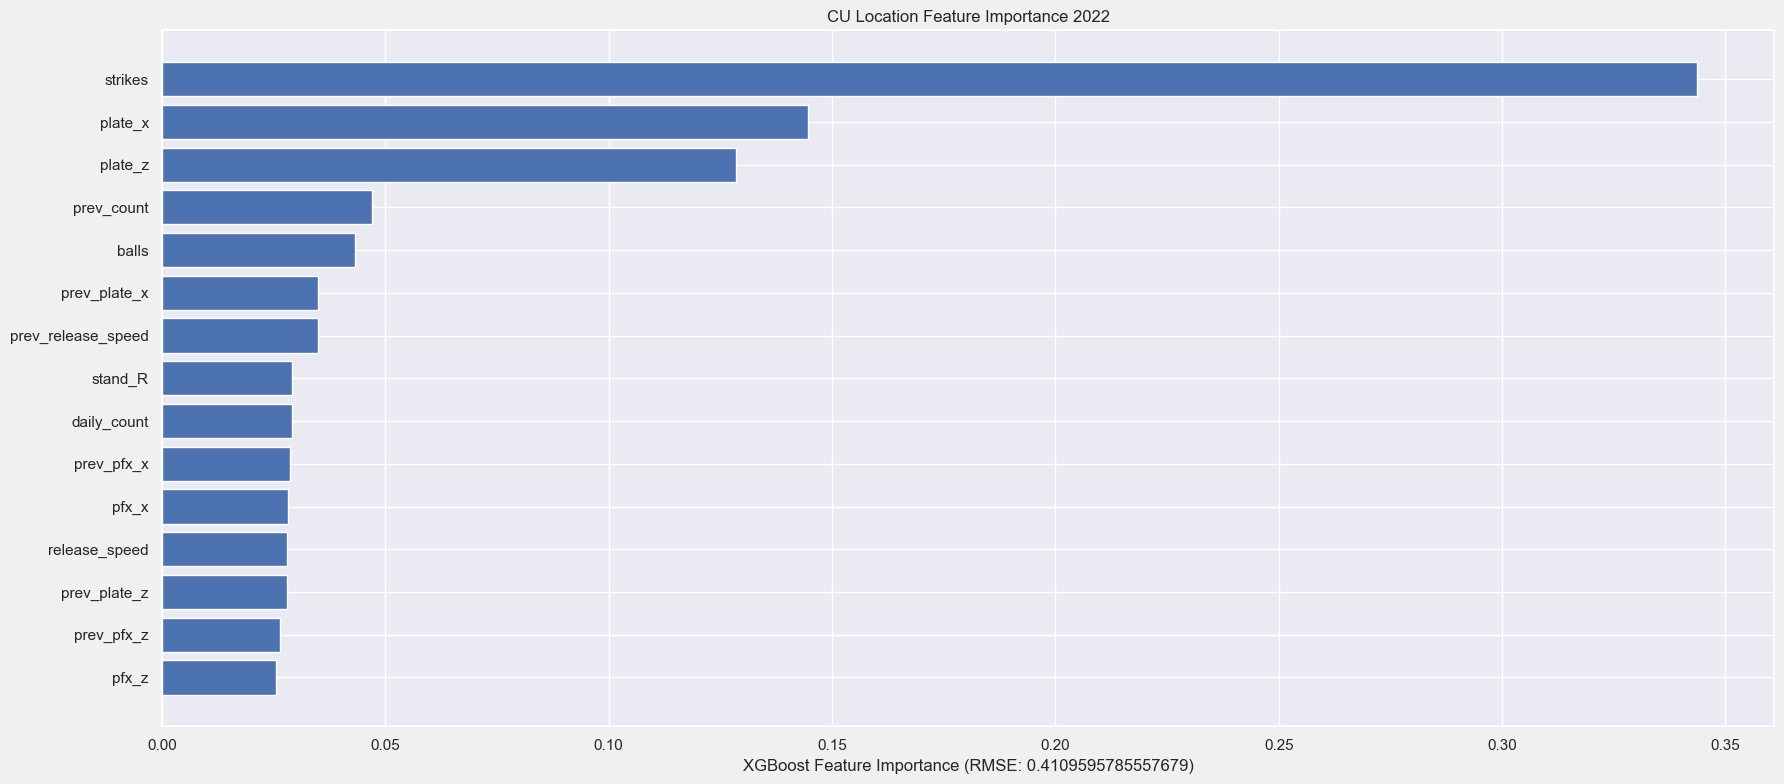 CU Location Feature Importance 2022
strikes
plate_x
plate_z
prev_count
balls
prev_plate_x
prev_release_speed
stand_R
daily_count
prev_pfx_x
pfx_x
release_speed
prev_plate_z
prev_pfx_z
pfx_z
0.00 0.05 0.10 0.15 0.20 0.25 0.30 0.35
XGBoost Feature Importance (RMSE: 0.4109595785557679)